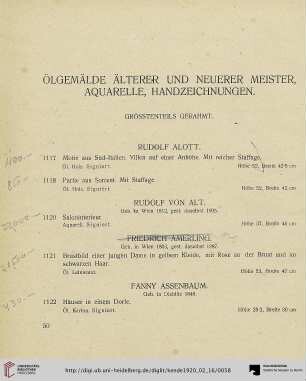 ÖLGEMÄLDE ÄLTERER UND NEUERER MEISTER,
AQUARELLE, HANDZEICHNUNGEN.
GRÖSSTENTEILS GERAHMT.
RUDOLF ALOTT.
1117 Motiv aus Süd-Italien. Villen auf einer Anhöhe. Mit reicher Staffage.
Öl. Holz. Signiert. Höhe 52, Breite 42·5 cm
1118 Partie aus Sorrent. Mit Staffage.
Öl. Holz. Signiert. Höhe 52, Breite 42 cm
RUDOLF VON ALT.
Geb. in Wien 1812, gest. daselbst 1905.
1120 Saloninterieur.
Aquarell. Signiert. Höhe 37, Breite 46 cm
FRIEDRICH AMERLING.
Geb. in Wien 1803, gest. daselbst 1887.
1121 Brustbild einer jungen Dame in gelbem Kleide, mit Rose an der Brust und im
schwarzen Haar.
Öl. Leinwand. Höhe 53, Breite 42 cm
FANNY ASSENBAUM.
Geb. in 1848.
1122 Häuser in einem Dorfe.
Öl. Karton. Signiert. Höhe 29·5, Breite 30 cm
50
http://digi.ub.uni-heidelberg.de/diglit/kende1920_02_16/0058